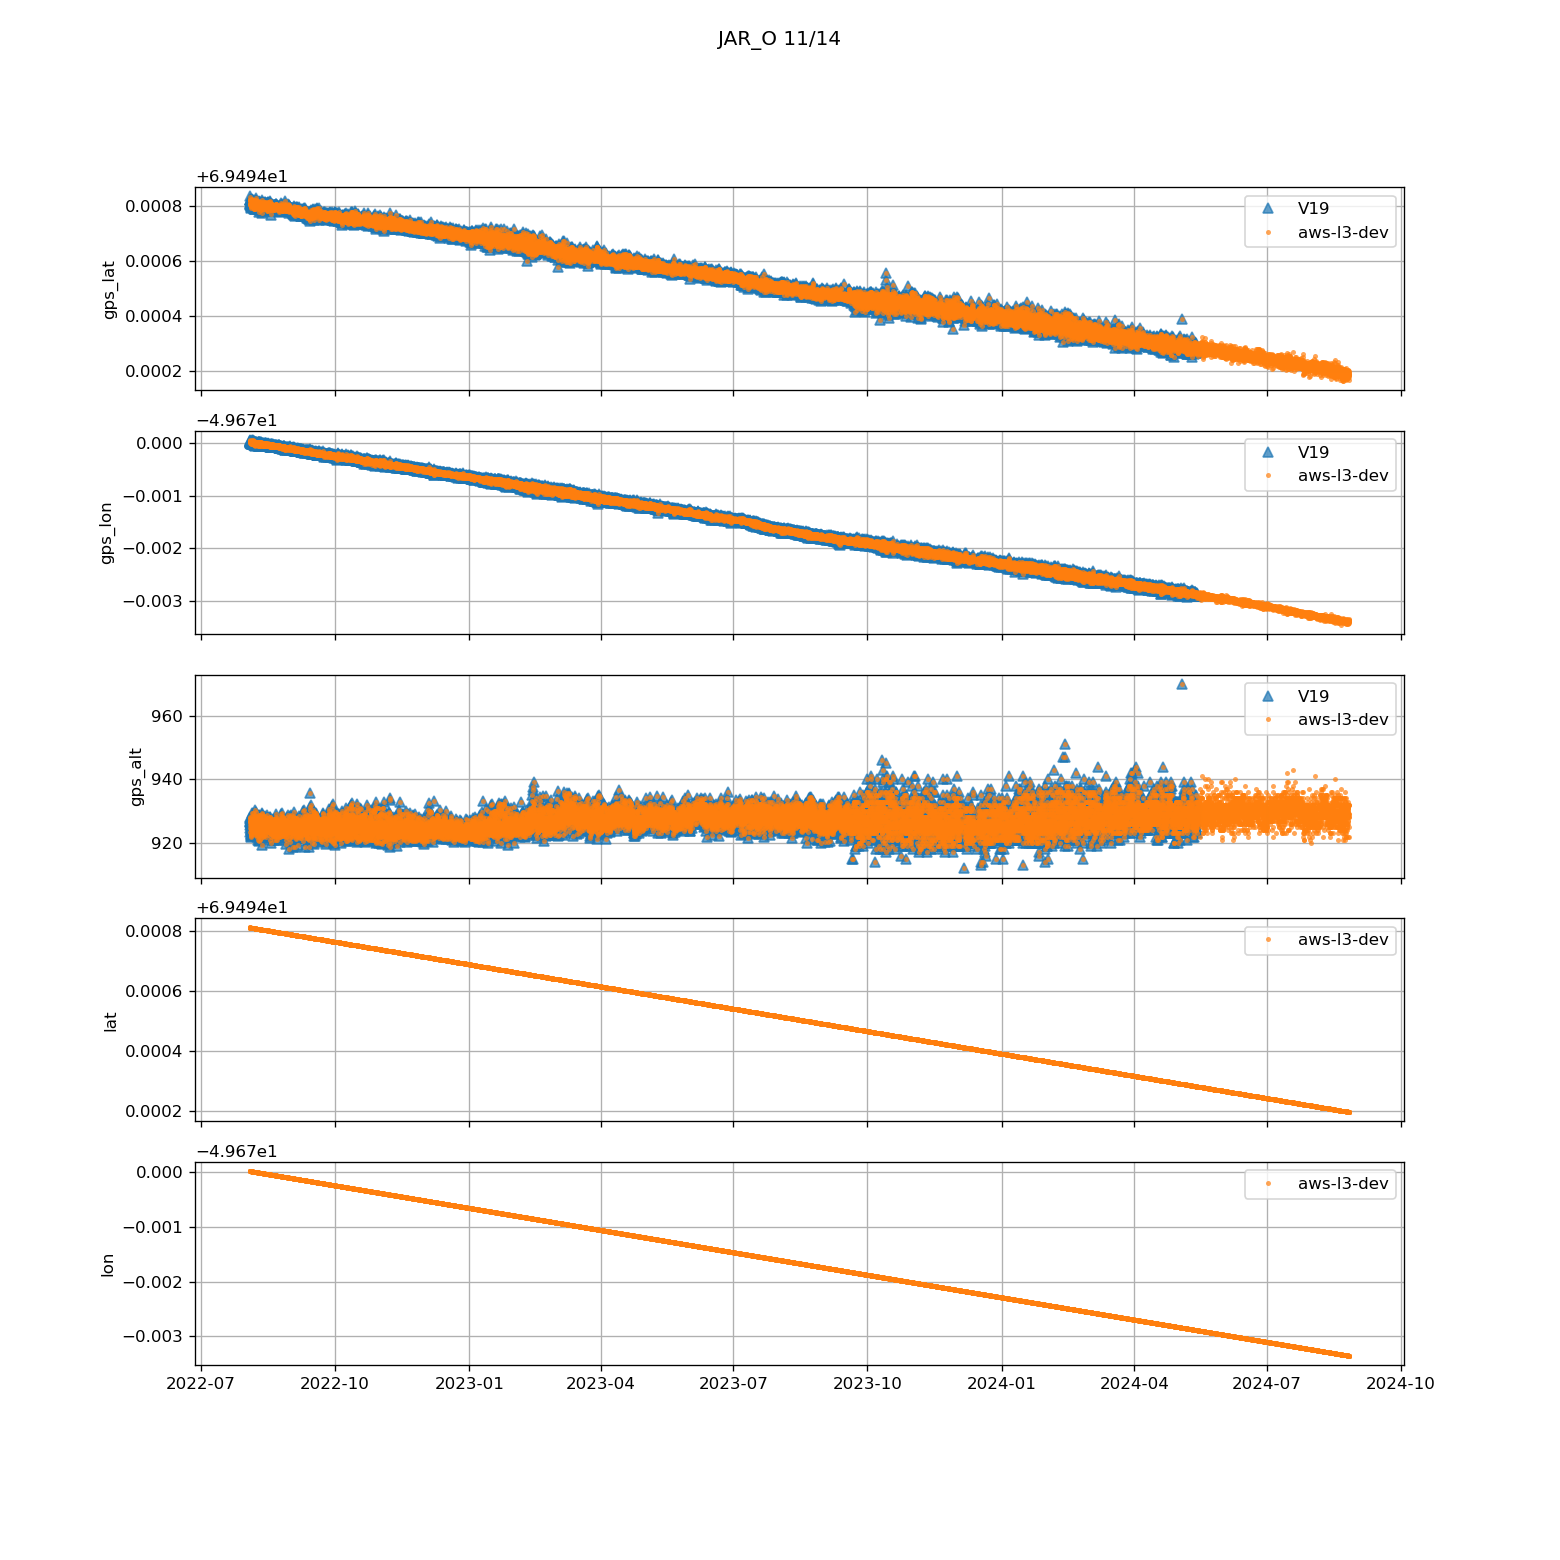 JAR_O 11/14
+6.9494e1
0.0008
0.0006
0.0004
0.0002
gps_lat
V19
aws-l3-dev
−4.967e1
0.000
−0.001
−0.002
−0.003
gps_lon
V19
aws-l3-dev
960
940
920
gps_alt
V19
aws-l3-dev
+6.9494e1
0.0008
0.0006
0.0004
0.0002
lat
aws-l3-dev
−4.967e1
0.000
−0.001
−0.002
−0.003
lon
aws-l3-dev
2022-07 2022-10 2023-01 2023-04 2023-07 2023-10 2024-01 2024-04 2024-07 2024-10